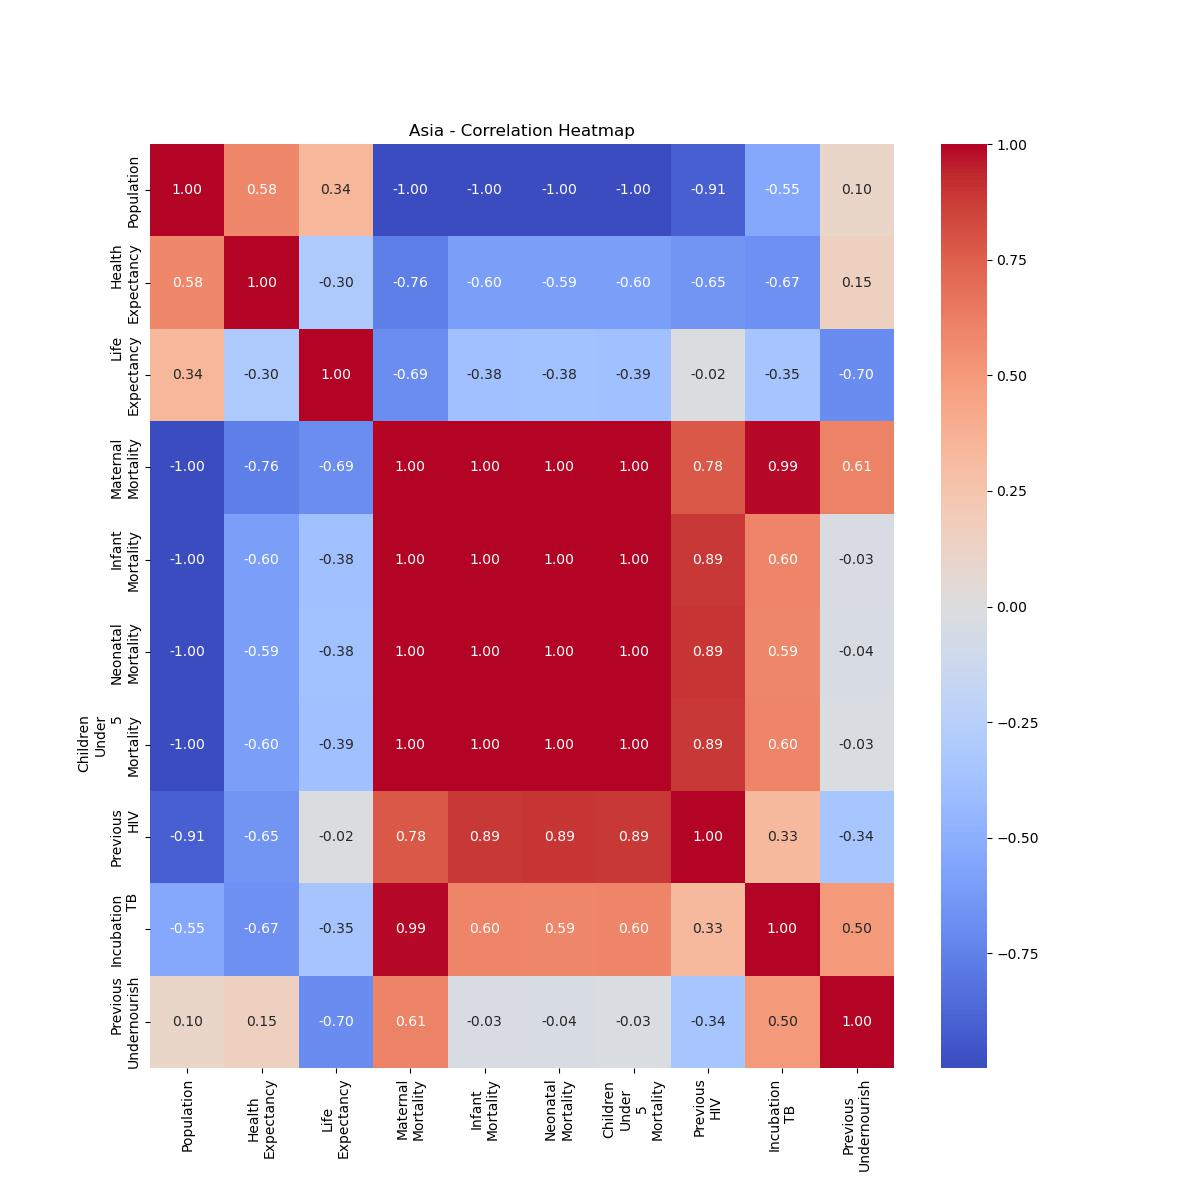 Asia - Correlation Heatmap
Population
1.00 0.58 0.34 -1.00 -1.00 -1.00 -1.00 -0.91 -0.55 0.10
Health
Expectancy
0.58 1.00 -0.30 -0.76 -0.60 -0.59 -0.60 -0.65 -0.67 0.15
Life
Expectancy
0.34 -0.30 1.00 -0.69 -0.38 -0.38 -0.39 -0.02 -0.35 -0.70
Maternal
Mortality
-1.00 -0.76 -0.69 1.00 1.00 1.00 1.00 0.78 0.99 0.61
Infant
Mortality
-1.00 -0.60 -0.38 1.00 1.00 1.00 1.00 0.89 0.60 -0.03
Neonatal
Mortality
-1.00 -0.59 -0.38 1.00 1.00 1.00 1.00 0.89 0.59 -0.04
Children
Under
5
Mortality
-1.00 -0.60 -0.39 1.00 1.00 1.00 1.00 0.89 0.60 -0.03
Previous
HIV
-0.91 -0.65 -0.02 0.78 0.89 0.89 0.89 1.00 0.33 -0.34
Incubation
TB
-0.55 -0.67 -0.35 0.99 0.60 0.59 0.60 0.33 1.00 0.50
Previous
Undernourish
0.10 0.15 -0.70 0.61 -0.03 -0.04 -0.03 -0.34 0.50 1.00
Population
Health
Expectancy
Life
Expectancy
Maternal
Mortality
Infant
Mortality
Neonatal
Mortality
Children
Under
5
Mortality
Previous
HIV
Incubation
TB
Previous
Undernourish
1.00
0.75
0.50
0.25
0.00
−0.25
−0.50
−0.75